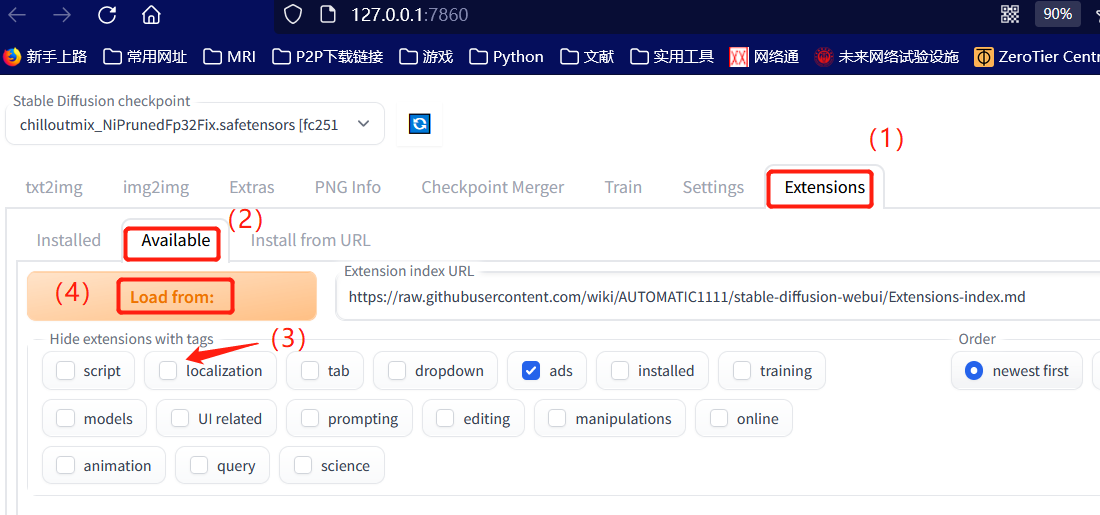 127.0.0.1:7860
90%
新手上路 常用网址 MRI P2P下载链接 游戏 Python 文献 实用工具 网络通 未来网络试验设施 ZeroTier Cent
Stable Diffusion checkpoint
chilloutmix_NiPrunedFp32Fix.safetensors [fc251
(1)
txt2img img2img Extras PNG Info Checkpoint Merger Train Settings Extensions
(2)
Installed Available Install from URL
Extension index URL
(4) Load from: https://raw.githubusercontent.com/wiki/AUTOMATIC1111/stable-diffusion-webui/Extensions-index.md
Hide extensions with tags (3) Order
script localization tab dropdown ads installed training newest first
models UI related prompting editing manipulations online
animation query science